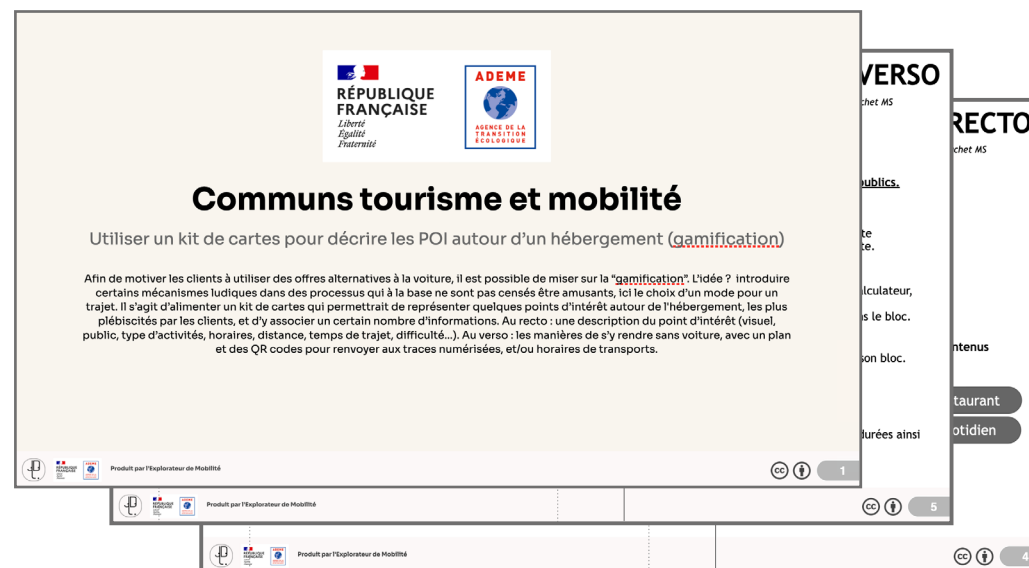 RÉPUBLIQUE
FRANÇAISE
Liberté
Égalité
Fraternité
ADEME
AGENCE DE LA
TRANSITION
ÉCOLOGIQUE
Communs tourisme et mobilité
Utiliser un kit de cartes pour décrire les POI autour d’un hébergement (gamification)
Afin de motiver les clients à utiliser des offres alternatives à la voiture, il est possible de miser sur la “gamification”. L’idée ? introduire
certains mécanismes ludiques dans des processus qui à la base ne sont pas censés être amusants, ici le choix d’un mode pour un
trajet. Il s’agit d’alimenter un kit de cartes qui permettrait de représenter quelques points d’intérêt autour de l’hébergement, les plus
plébiscités par les clients, et d’y associer un certain nombre d’informations. Au recto : une description du point d’intérêt (visuel,
public, type d’activités, horaires, distance, temps de trajet, difficulté...). Au verso : les manières de s’y rendre sans voiture, avec un plan
et des QR codes pour renvoyer aux traces numérisées, et/ou horaires de transports.
Produit par l’Explorateur de Mobilité
cc
1
VERSO
chet MS
publics.
te
te.
lculateur,
s le bloc.
son bloc.
durées ainsi
Produit par l’Explorateur de Mobilité
cc
5
RECTO
chet MS
ntenus
taurant
otidien
Produit par l’Explorateur de Mobilité
cc
4